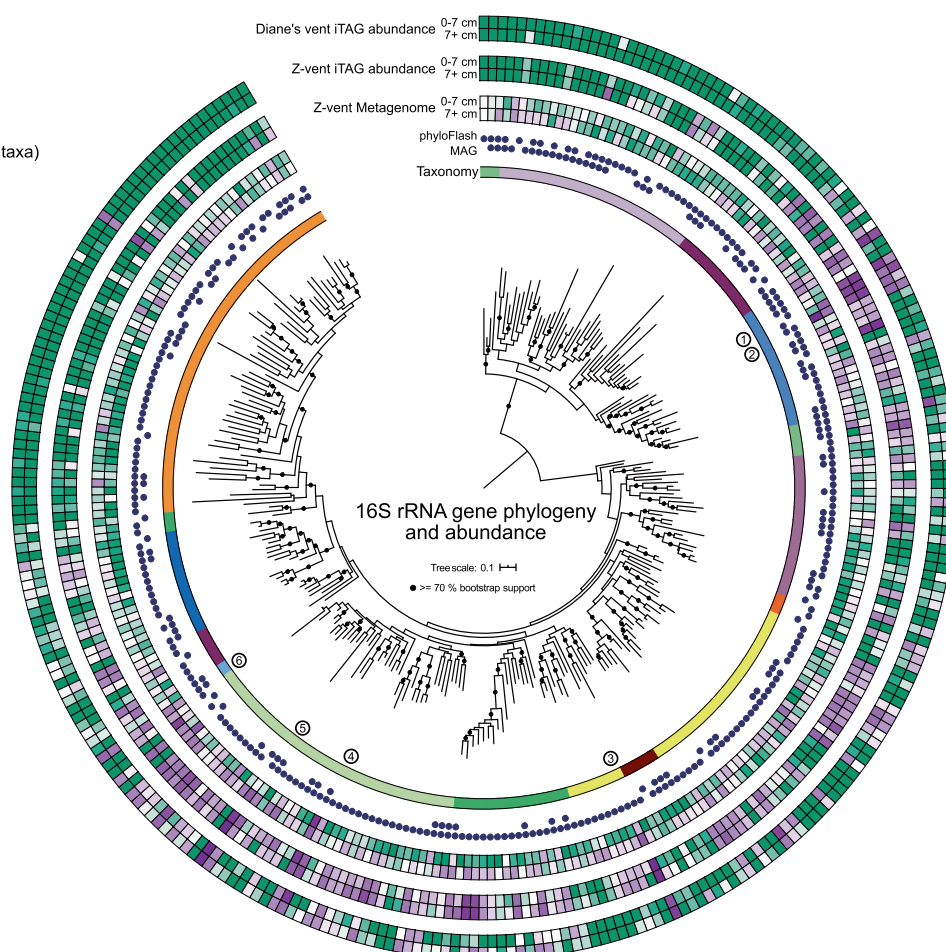 Diane's vent iTAG abundance 0-7 cm
7+ cm
Z-vent iTAG abundance 0-7 cm
7+ cm
Z-vent Metagenome 0-7 cm
7+ cm
phyloFlash
MAG
Taxonomy
taxa)
1
2
16S rRNA gene phylogeny
and abundance
Tree scale: 0.1
>= 70 % bootstrap support
6
5
4
3